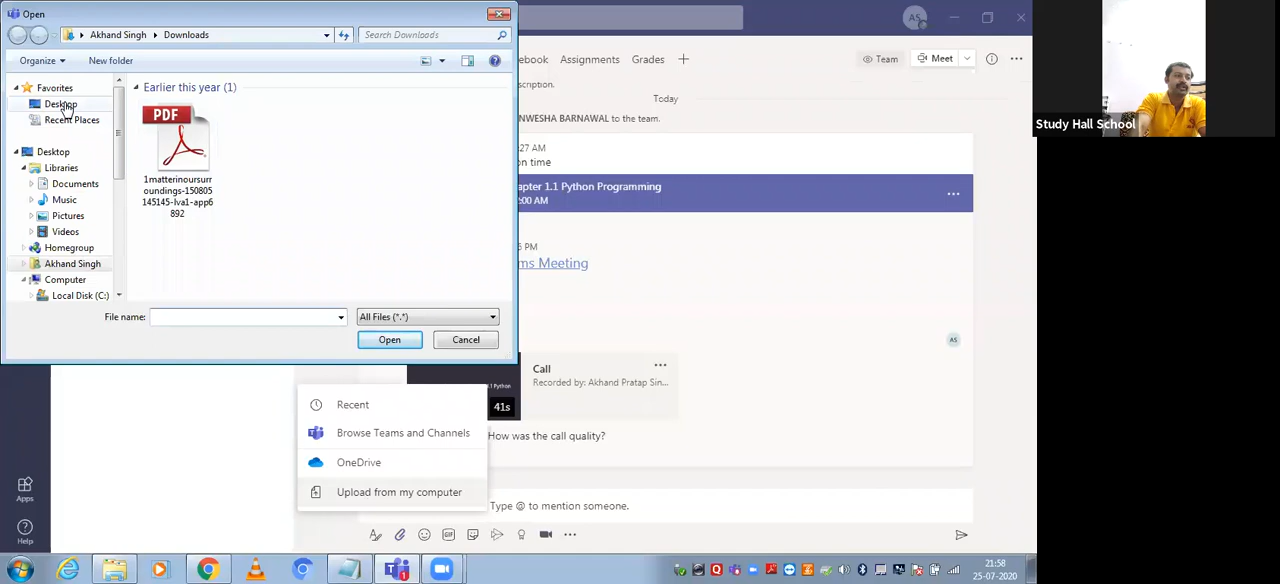 Open
Akhand Singh
Downloads
Search Downloads
Organize
New folder
Favorites
Desktop
Recent Places
Desktop
Libraries
Documents
Music
Pictures
Videos
Homegroup
Akhand Singh
Computer
Local Disk (C:)
Earlier this year (1)
PDF
1matterinoursurr
oundings-150805
145145-lva1-app6
892
File name:
All Files (*.*)
Open
Cancel
AS
ebook
Assignments
Grades
Team
Meet
scription.
Today
NWESHA BARNAWAL to the team.
:27 AM
on time
apter 1.1 Python Programming
:00 AM
PM
ms Meeting
AS
Call
Recorded by: Akhand Pratap Sin...
1 Python
41s
How was the call quality?
Recent
Browse Teams and Channels
OneDrive
Upload from my computer
Type @ to mention someone.
GIF
Apps
Help
21:58
25-07-2020
Study Hall School